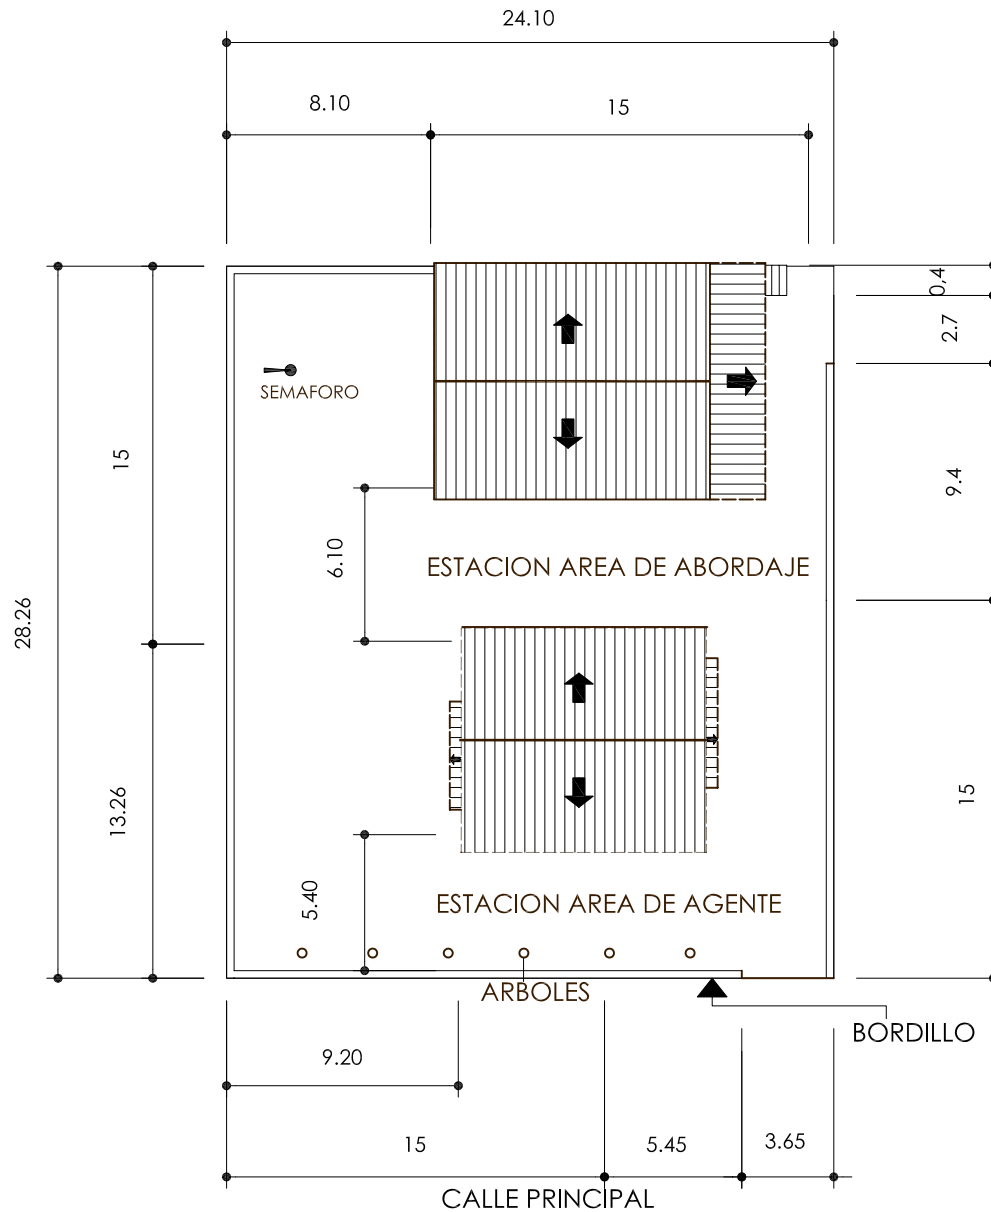 24.10
8.10
15
0,4
2.7
SEMAFORO
15
9.4
6.10
ESTACION AREA DE ABORDAJE
28.26
13.26
15
5.40
ESTACION AREA DE AGENTE
ARBOLES
BORDILLO
9.20
15
5.45
3.65
CALLE PRINCIPAL